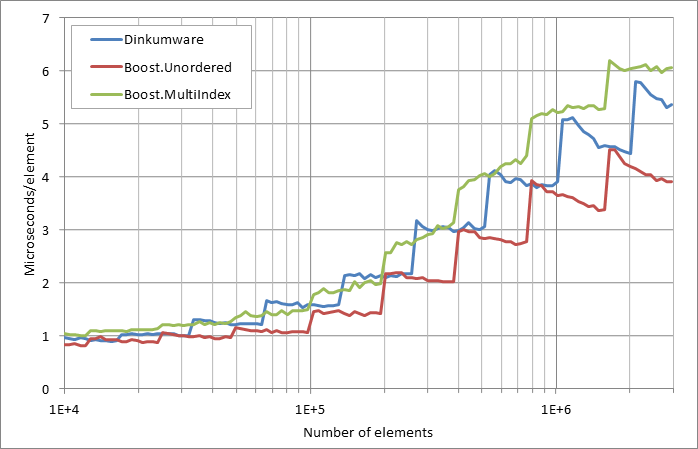 7
6
5
4
3
2
1
0
Microseconds/element
Dinkumware
Boost.Unordered
Boost.MultiIndex
1E+4
1E+5
1E+6
Number of elements